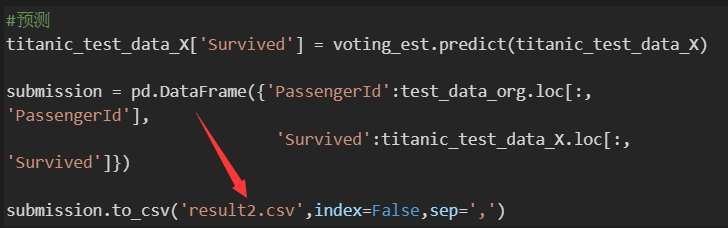 #预测
titanic_test_data_X['Survived'] = voting_est.predict(titanic_test_data_X)
submission = pd.DataFrame({'PassengerId':test_data_org.loc[:,
'PassengerId'],
'Survived':titanic_test_data_X.loc[:,
'Survived']})
submission.to_csv('result2.csv',index=False,sep=',')